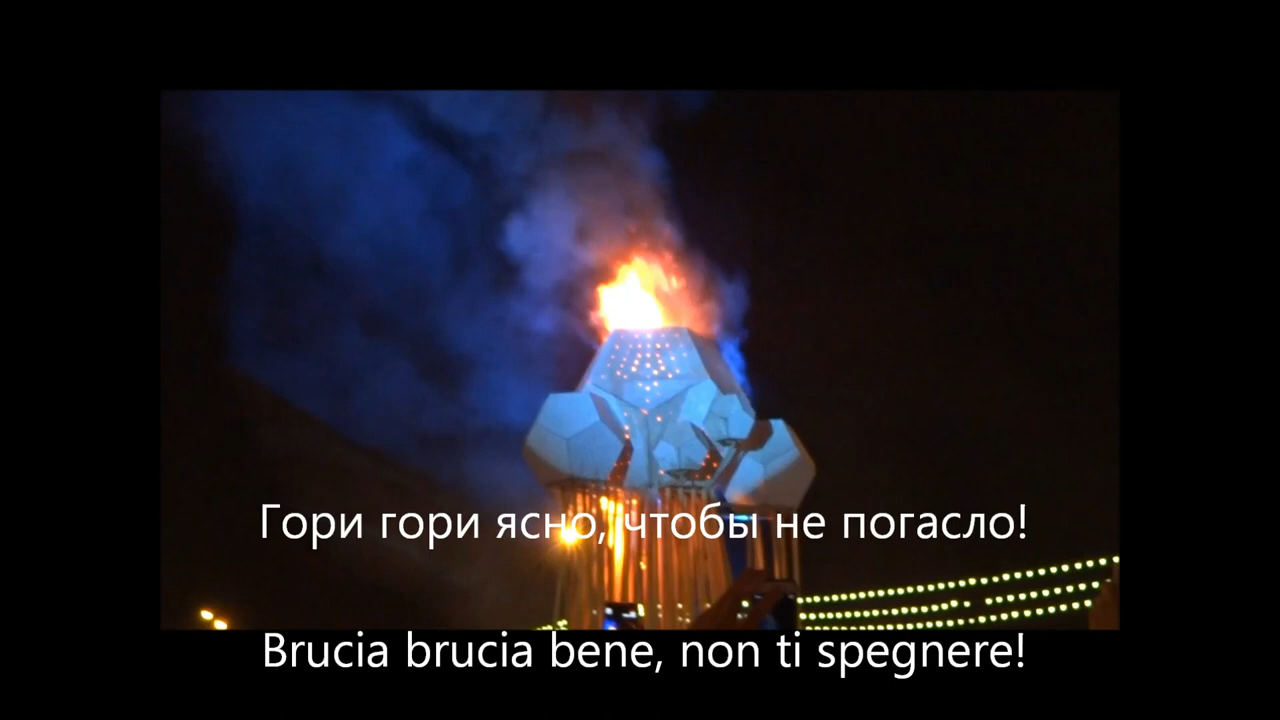 Гори гори ясно, чтобы не погасло!
Brucia brucia bene, non ti spegnere!